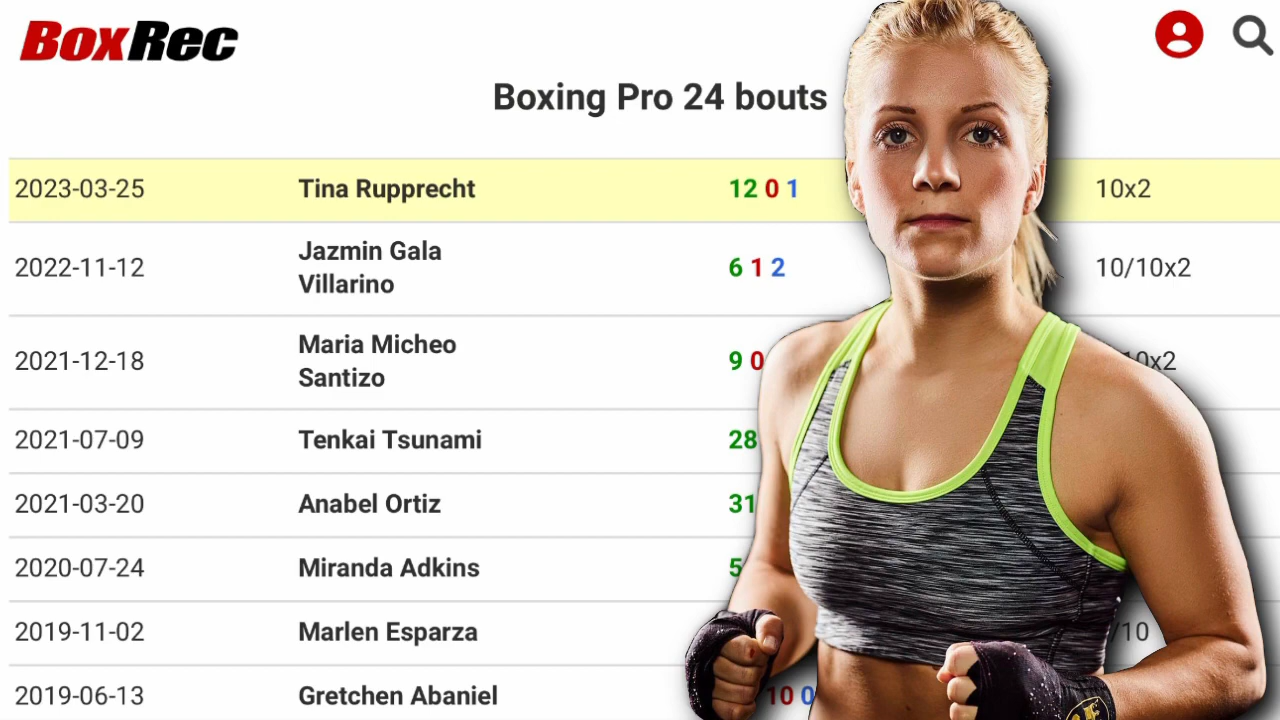 BoxRec
Boxing Pro 24 bouts
2023-03-25 Tina Rupprecht 12 0 1 10x2
2022-11-12 Jazmin Gala Villarino 6 1 2 10/10x2
2021-12-18 Maria Micheo Santizo 9 0 10x2
2021-07-09 Tenkai Tsunami 28
2021-03-20 Anabel Ortiz 31
2020-07-24 Miranda Adkins 5
2019-11-02 Marlen Esparza /10
2019-06-13 Gretchen Abaniel 10 0